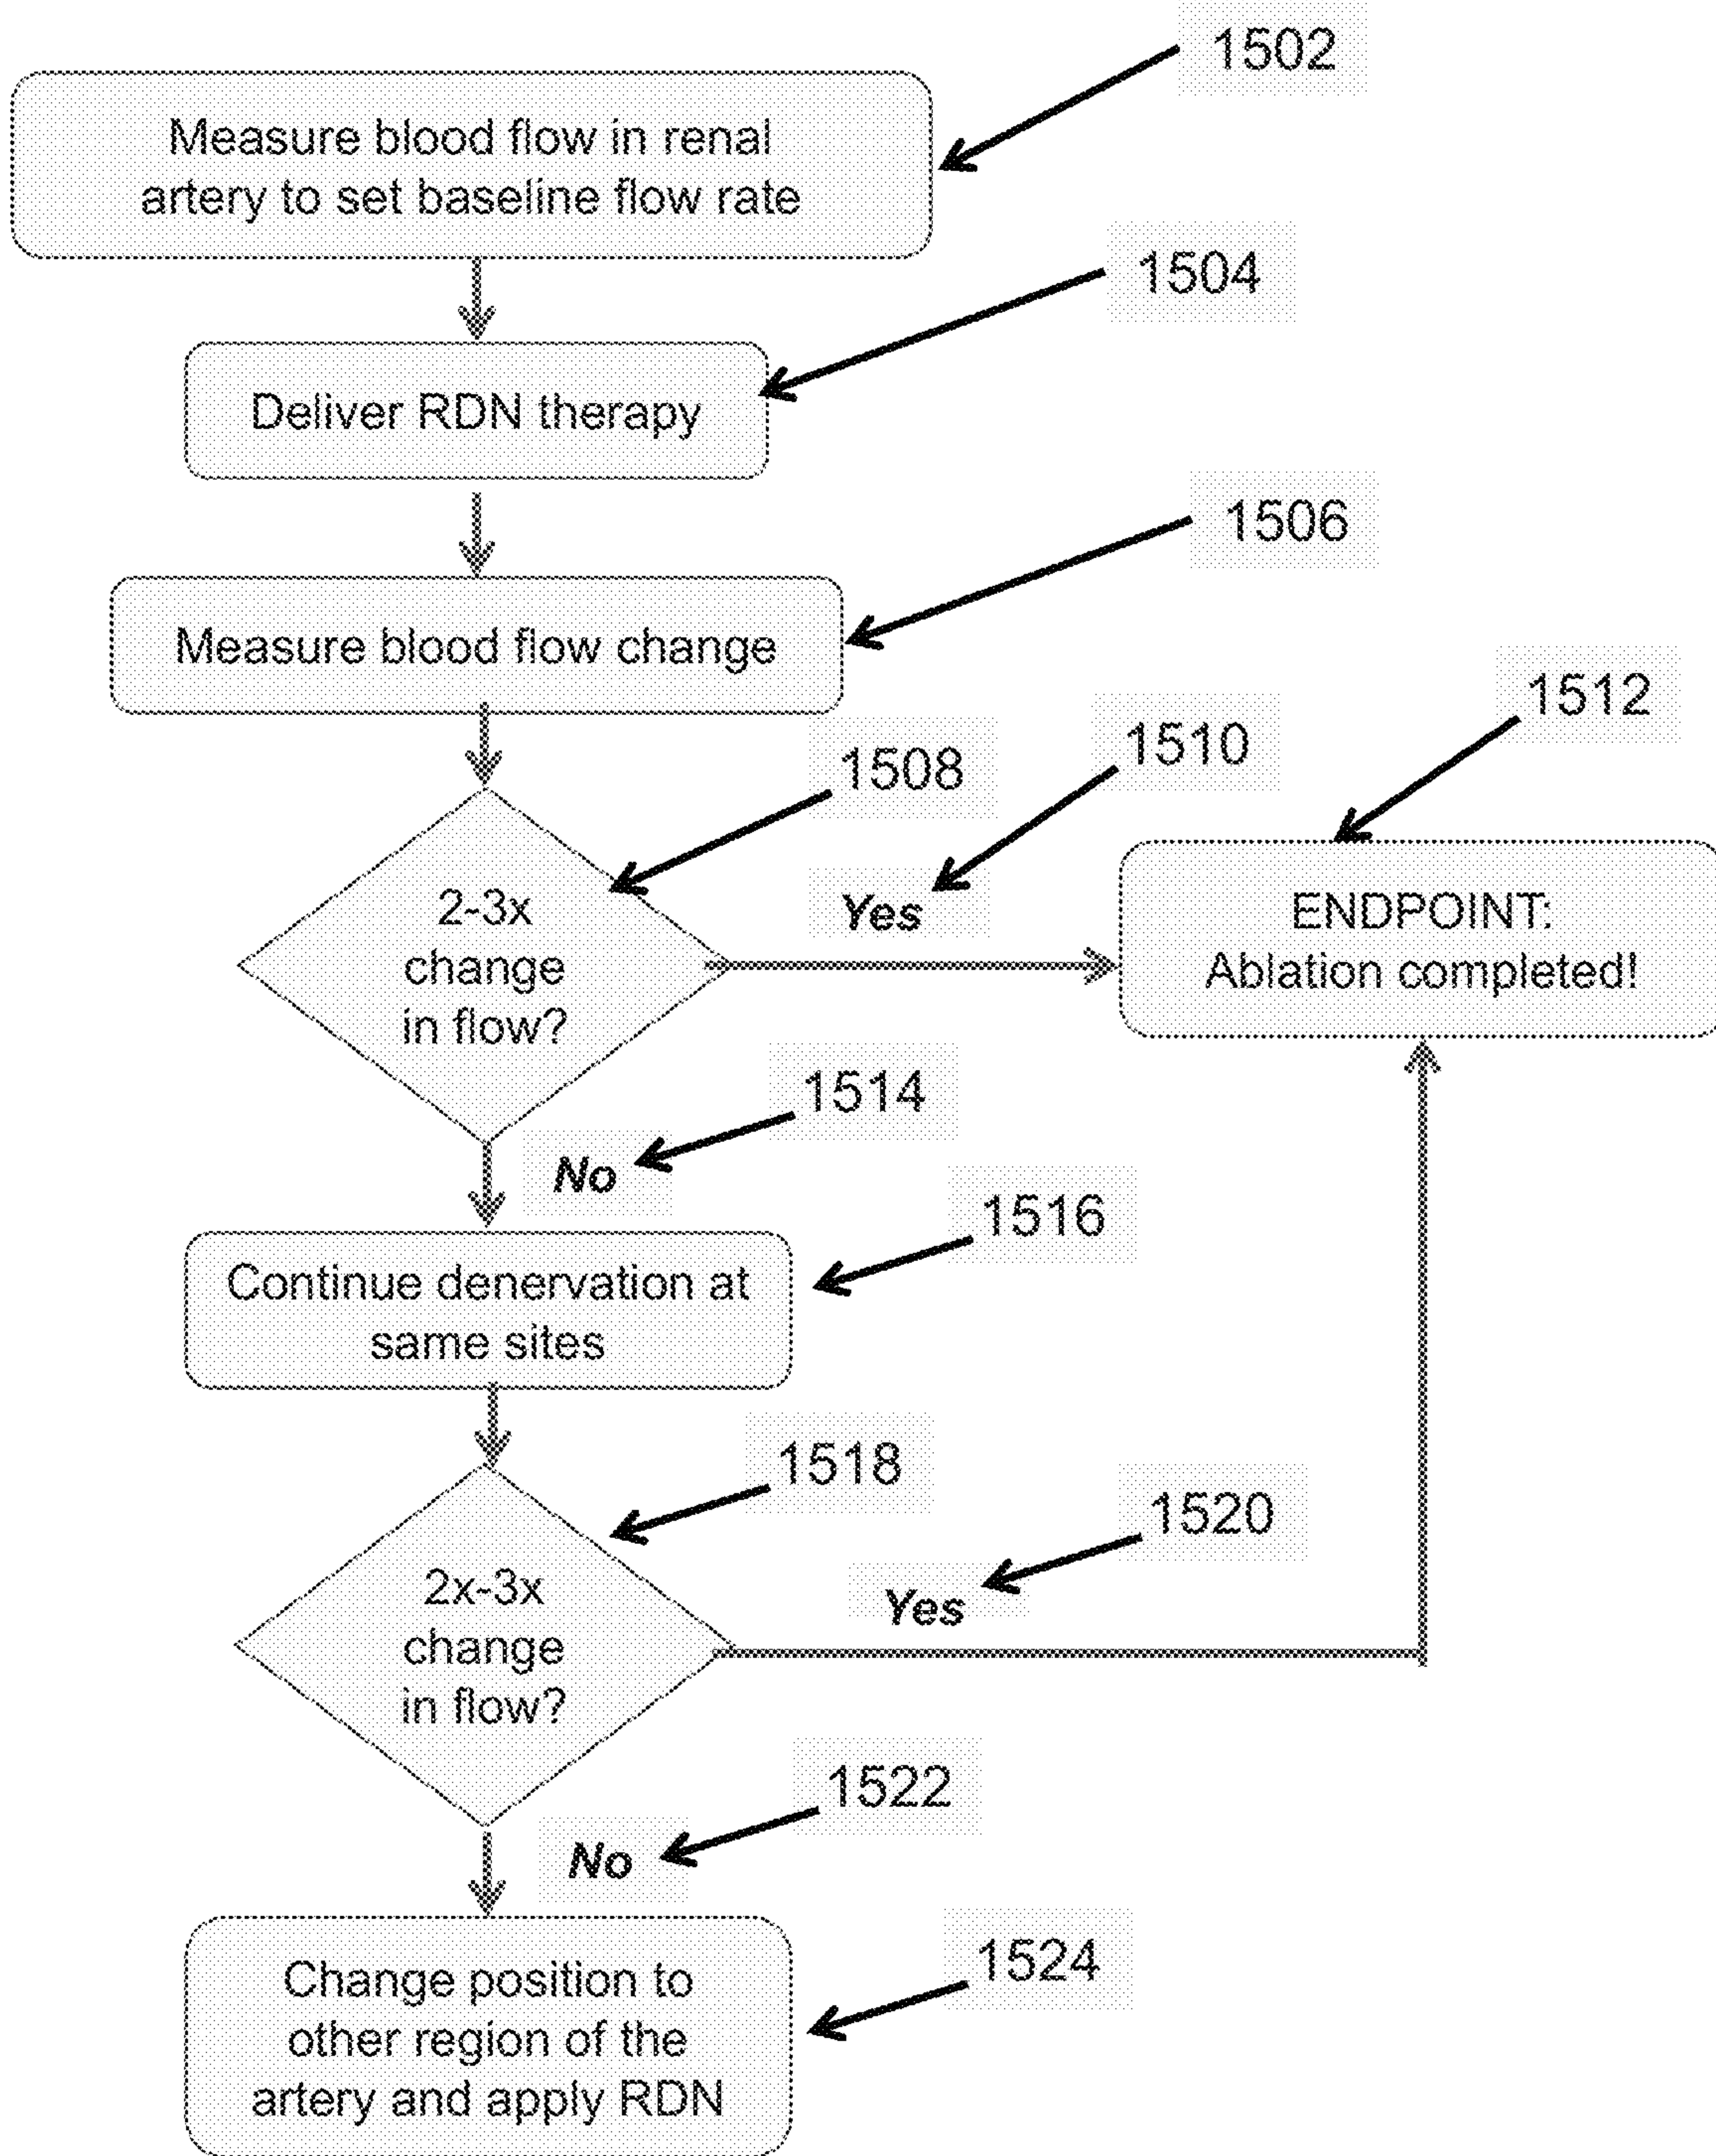 1502
Measure blood flow in renal
artery to set baseline flow rate
1504
Deliver RDN therapy
1506
Measure blood flow change
1512
1510
1508
2-3x
change
in flow?
Yes
ENDPOINT:
Ablation completed!
1514
No
1516
Continue denervation at
same sites
1518
1520
2x-3x
change
in flow?
Yes
1522
No
1524
Change position to
other region of the
artery and apply RDN